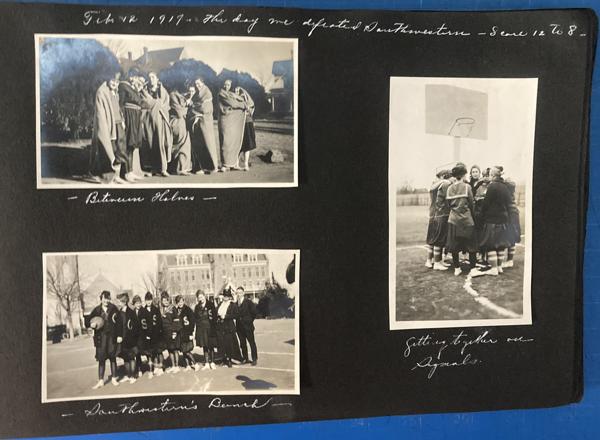 Feb 12 1917 - The day we defeated Southwestern - Score 12 To 8 -
- Between Halves -
Getting together on
Signals.
- Southwestern's Bunch -